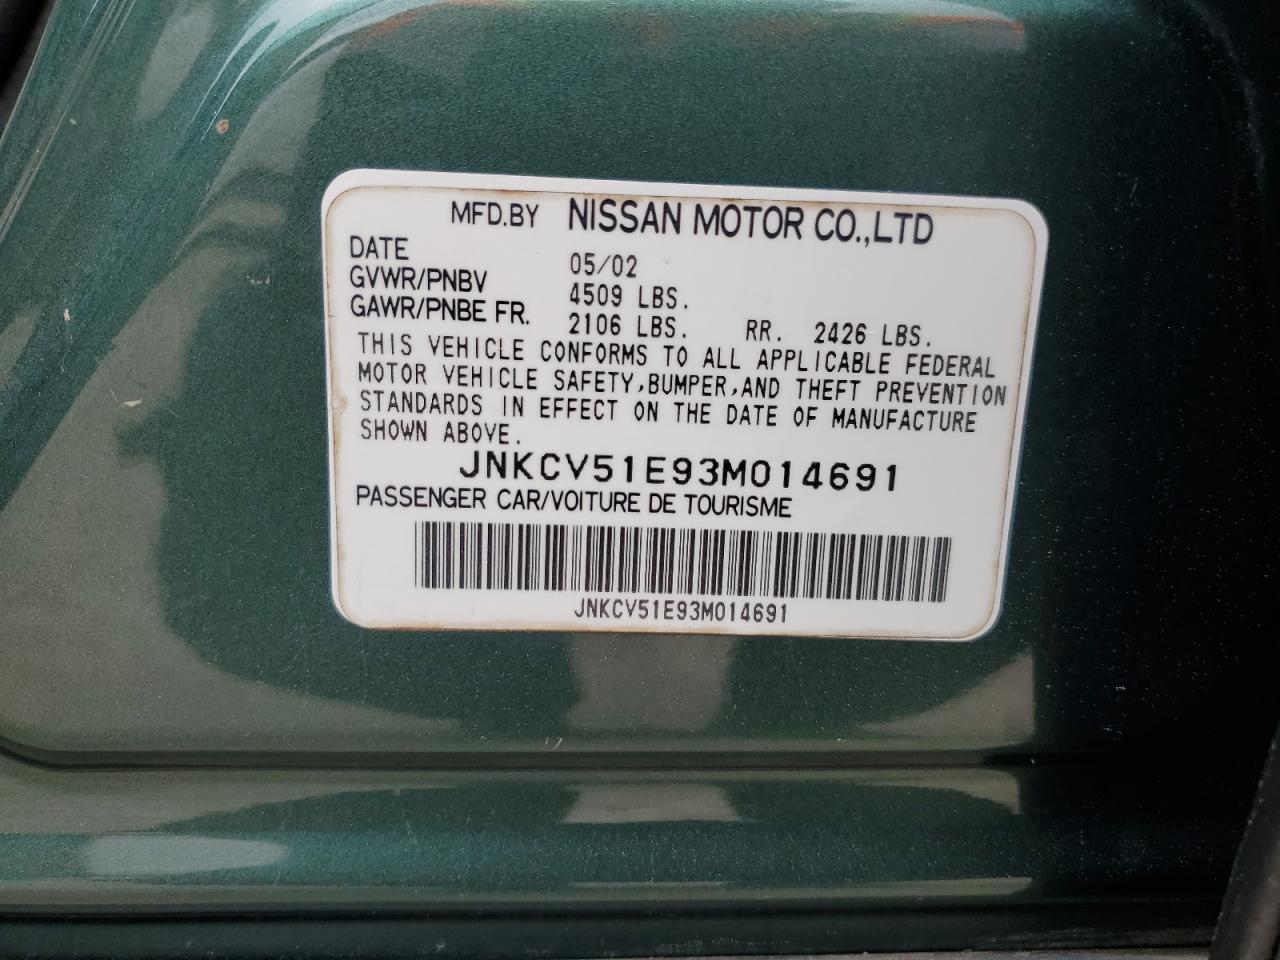 MFD.BY NISSAN MOTOR CO.,LTD
DATE 05/02
GVWR/PNBV 4509 LBS.
GAWR/PNBE FR. 2106 LBS. RR. 2426 LBS.
THIS VEHICLE CONFORMS TO ALL APPLICABLE FEDERAL
MOTOR VEHICLE SAFETY,BUMPER,AND THEFT PREVENTION
STANDARDS IN EFFECT ON THE DATE OF MANUFACTURE
SHOWN ABOVE.
JNKCV51E93M014691
PASSENGER CAR/VOITURE DE TOURISME
JNKCV51E93M014691